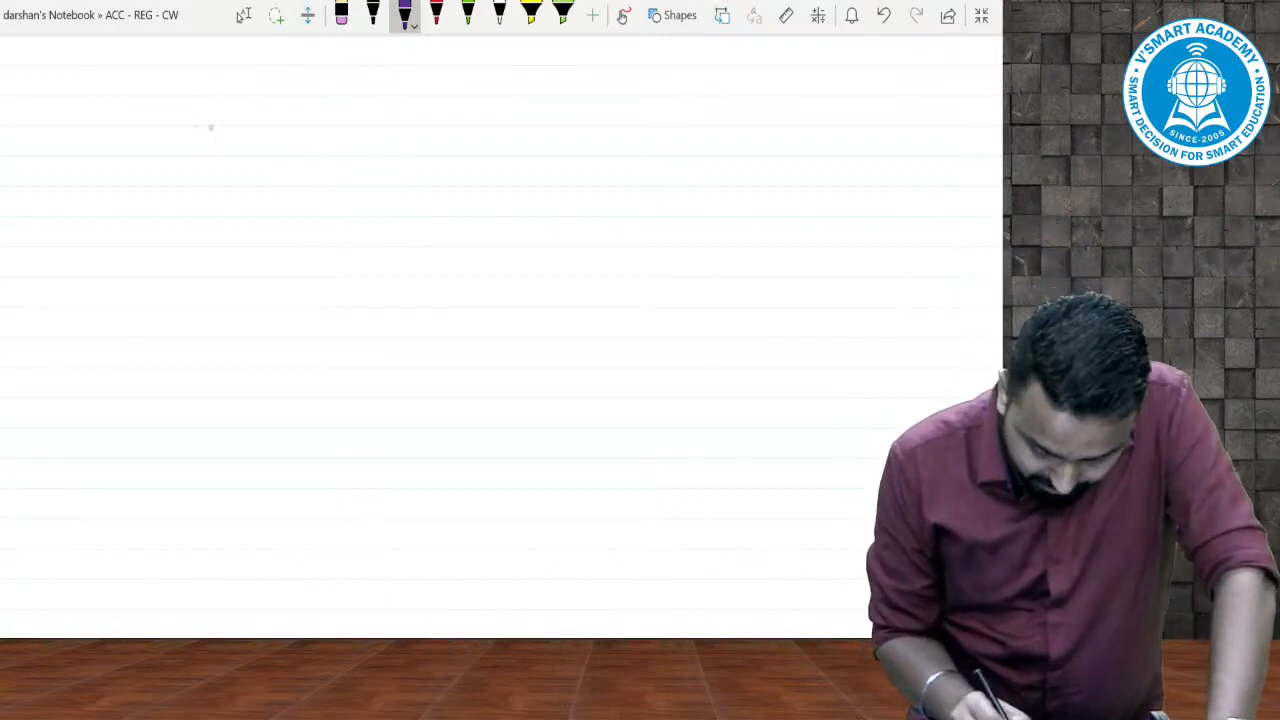 darshan's Notebook » ACC - REG - CW
Shapes
V'SMART ACADEMY
SINCE-2005
SMART DECISION FOR SMART EDUCATION